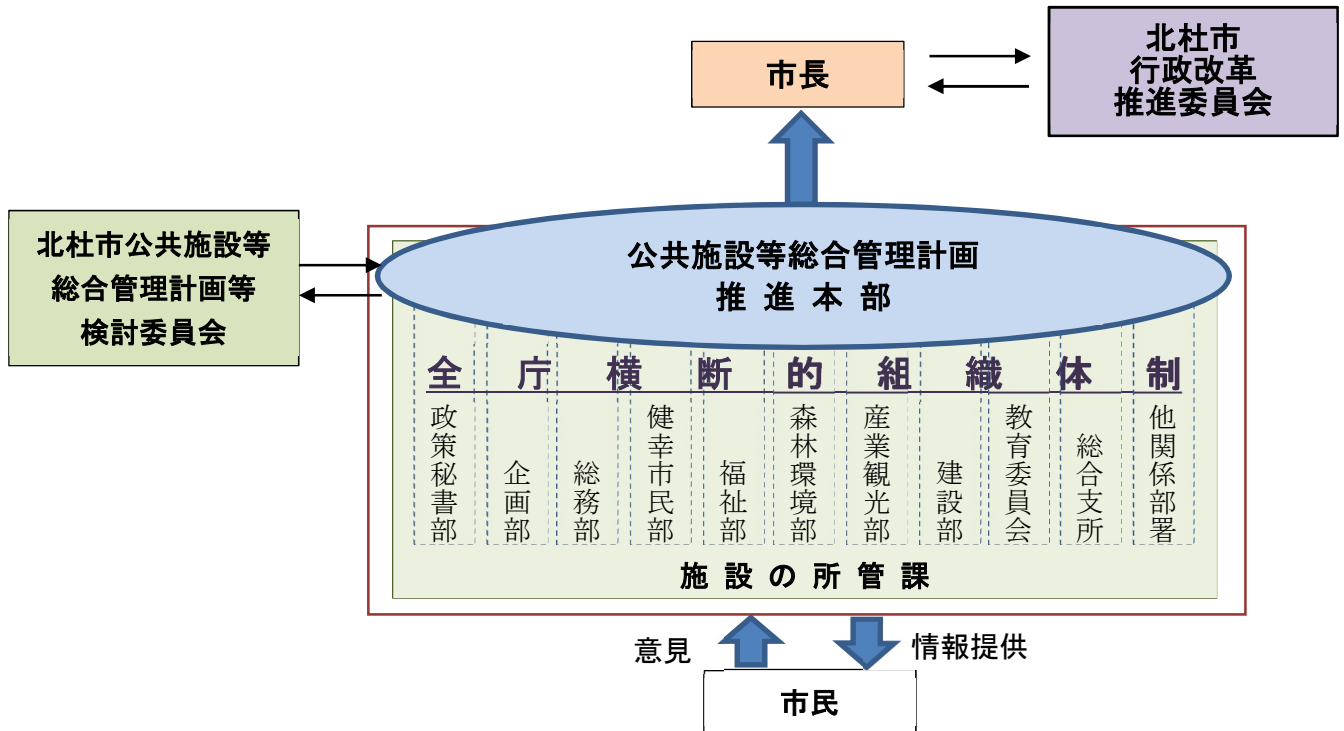 市長
北杜市
行政改革
推進委員会
北杜市公共施設等
総合管理計画等
検討委員会
公共施設等総合管理計画
推進本部
全庁横断的組織体制
政策秘書部
企画部
総務部
健幸市民部
福祉部
森林環境部
産業観光部
建設部
教育委員会
総合支所
他関係部署
施設の所管課
意見
情報提供
市民